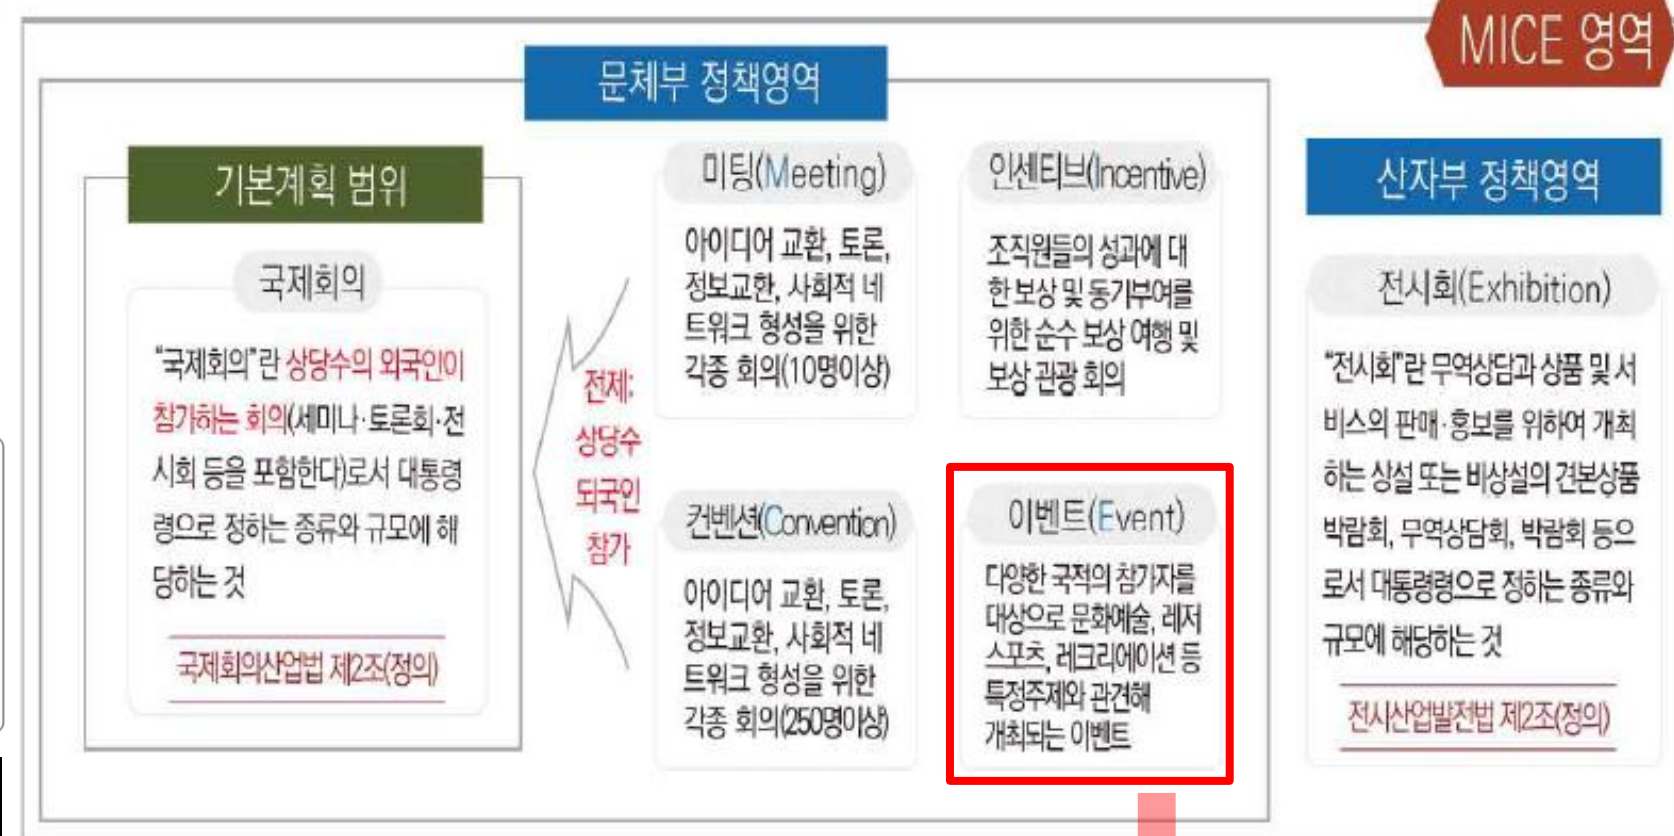 MICE 영역
문체부 정책영역
기본계획 범위
국제회의
“국제회의”란 상당수의 외국인이
참가하는 회의(세미나·토론회·전
시회 등을 포함한다)로서 대통령
령으로 정하는 종류와 규모에 해
당하는 것
국제회의산업법 제2조(정의)
전제:
상당수
되국인
참가
미팅(Meeting)
아이디어 교환, 토론,
정보교환, 사회적 네
트워크 형성을 위한
각종 회의(10명이상)
인센티브(Incentive)
조직원들의 성과에 대
한 보상 및 동기부여를
위한 순수 보상 여행 및
보상 관광 회의
컨벤션(Convention)
아이디어 교환, 토론,
정보교환, 사회적 네
트워크 형성을 위한
각종 회의(250명이상)
이벤트(Event)
다양한 국적의 참가자를
대상으로 문화예술, 레저
스포츠, 레크리에이션 등
특정주제와 관견해
개최되는 이벤트
산자부 정책영역
전시회(Exhibition)
“전시회”란 무역상담과 상품 및 서
비스의 판매·홍보를 위하여 개최
하는 상설 또는 비상설의 견본상품
박람회, 무역상담회, 박람회 등으
로서 대통령령으로 정하는 종류와
규모에 해당하는 것
전시산업발전법 제2조(정의)